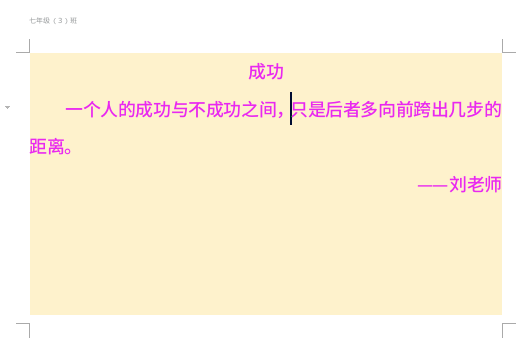 七年级（3）班
成功
一个人的成功与不成功之间，只是后者多向前跨出几步的
距离。
——刘老师